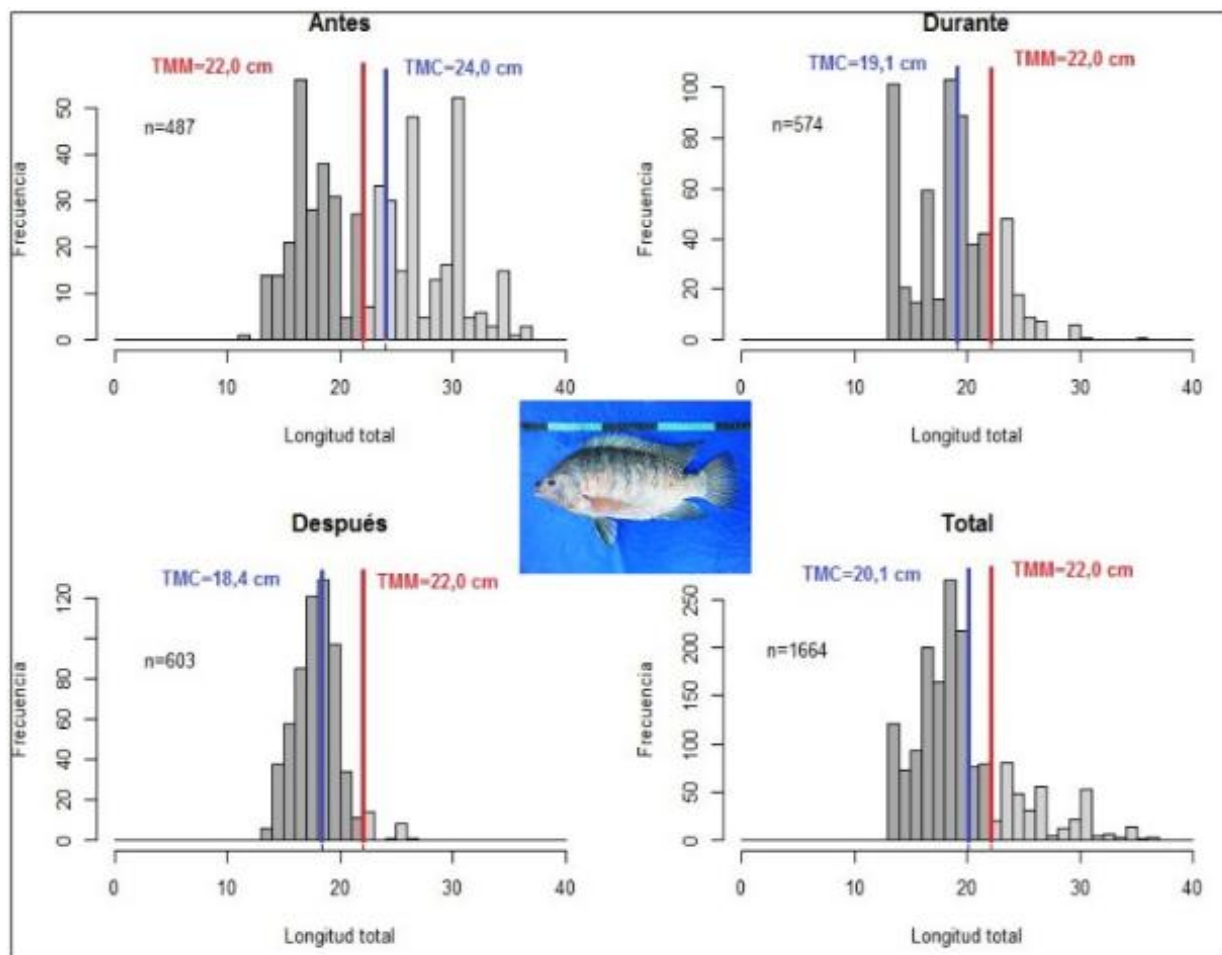 Antes
TMM=22,0 cm
TMC=24,0 cm
n=487
Frecuencia
0
10
20
30
40
50
0
10
20
30
40
Longitud total
Durante
TMC=19,1 cm
TMM=22,0 cm
n=574
Frecuencia
0
20
40
60
80
100
0
10
20
30
40
Longitud total
Después
TMC=18,4 cm
TMM=22,0 cm
n=603
Frecuencia
0
20
40
60
80
120
0
10
20
30
40
Longitud total
Total
TMC=20,1 cm
TMM=22,0 cm
n=1664
Frecuencia
0
50
100
150
200
250
0
10
20
30
40
Longitud total